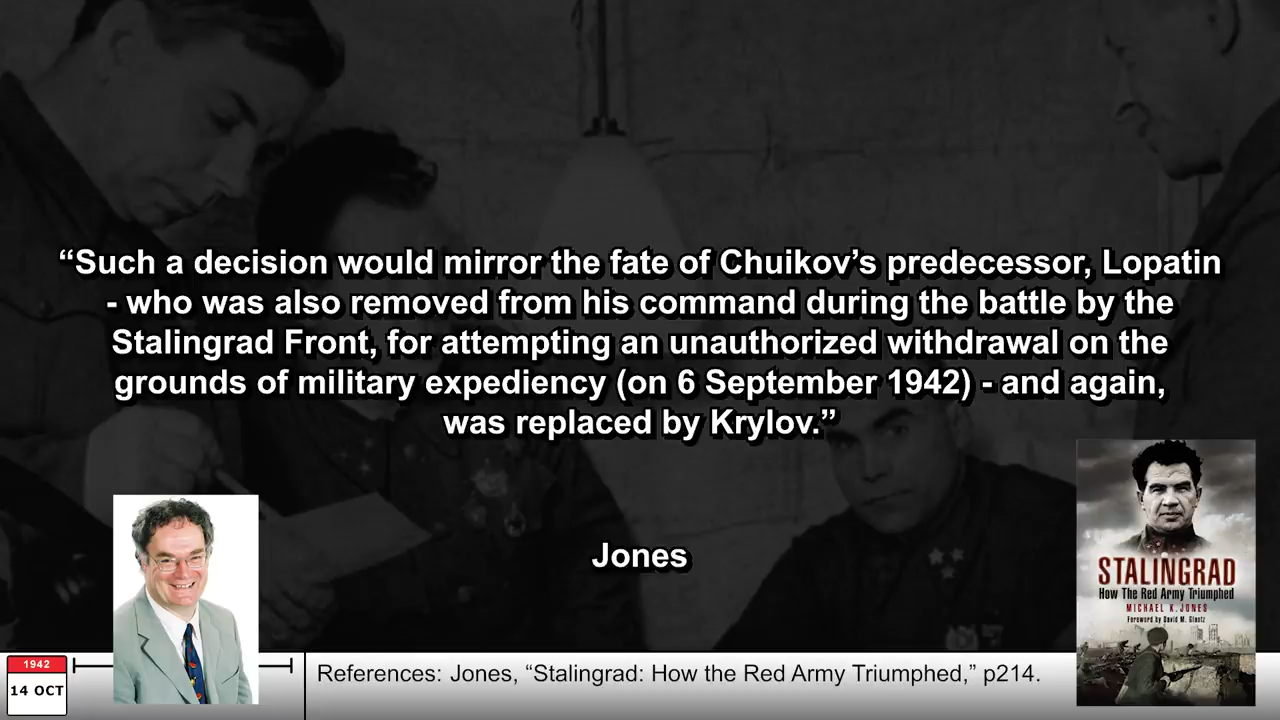 “Such a decision would mirror the fate of Chuikov’s predecessor, Lopatin
- who was also removed from his command during the battle by the
Stalingrad Front, for attempting an unauthorized withdrawal on the
grounds of military expediency (on 6 September 1942) - and again,
was replaced by Krylov.”
Jones
STALINGRAD
How The Red Army Triumphed
MICHAEL K. JONES
Foreword by David M. Glantz
1942
14 OCT
References: Jones, “Stalingrad: How the Red Army Triumphed,” p214.